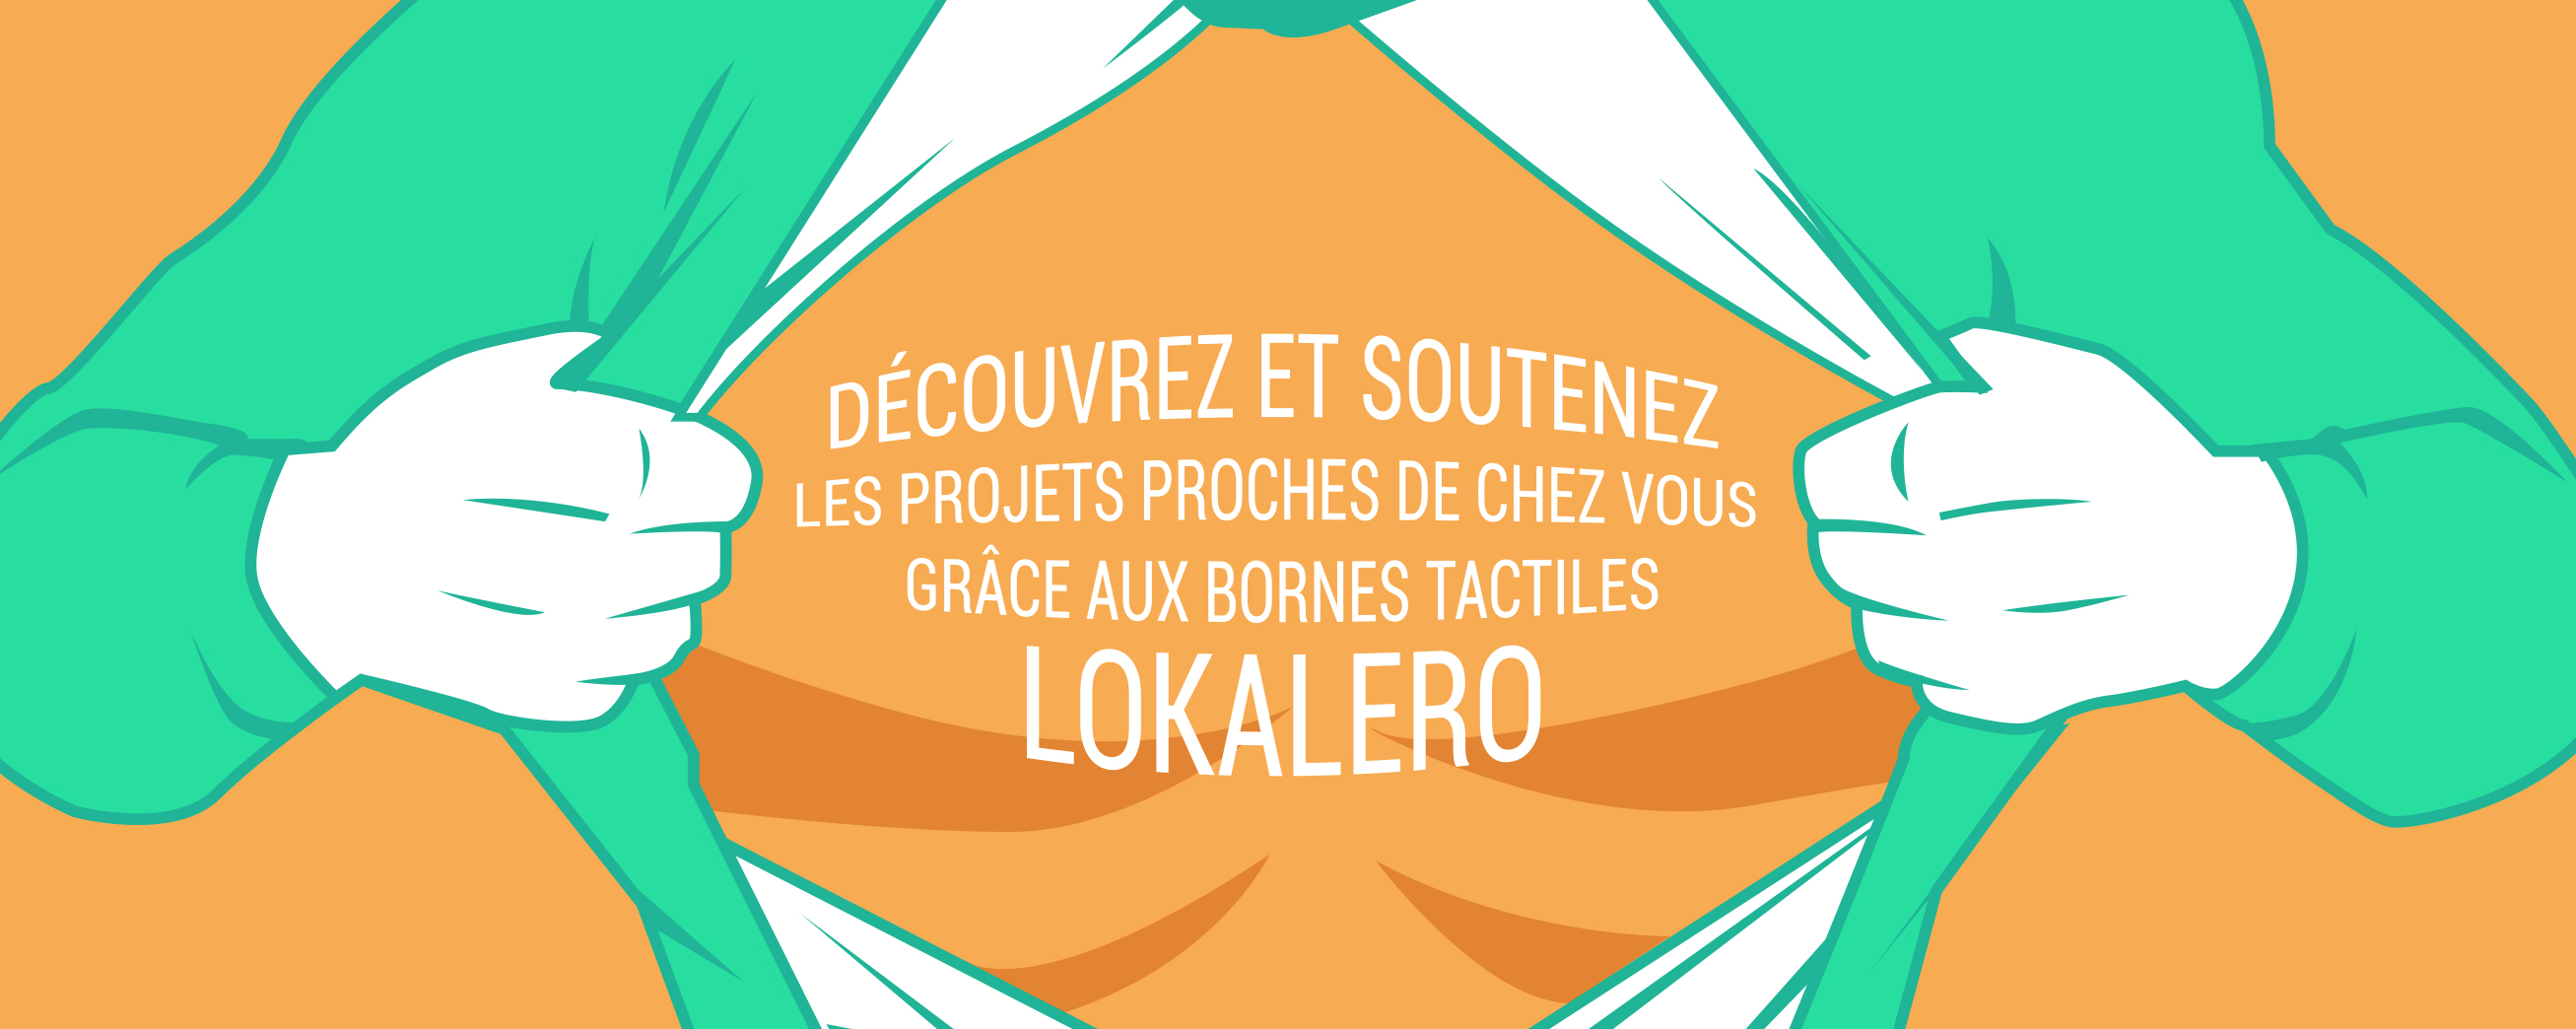 DÉCOUVREZ ET SOUTENEZ
LES PROJETS PROCHES DE CHEZ VOUS
GRÂCE AUX BORNES TACTILES
LOKALERO